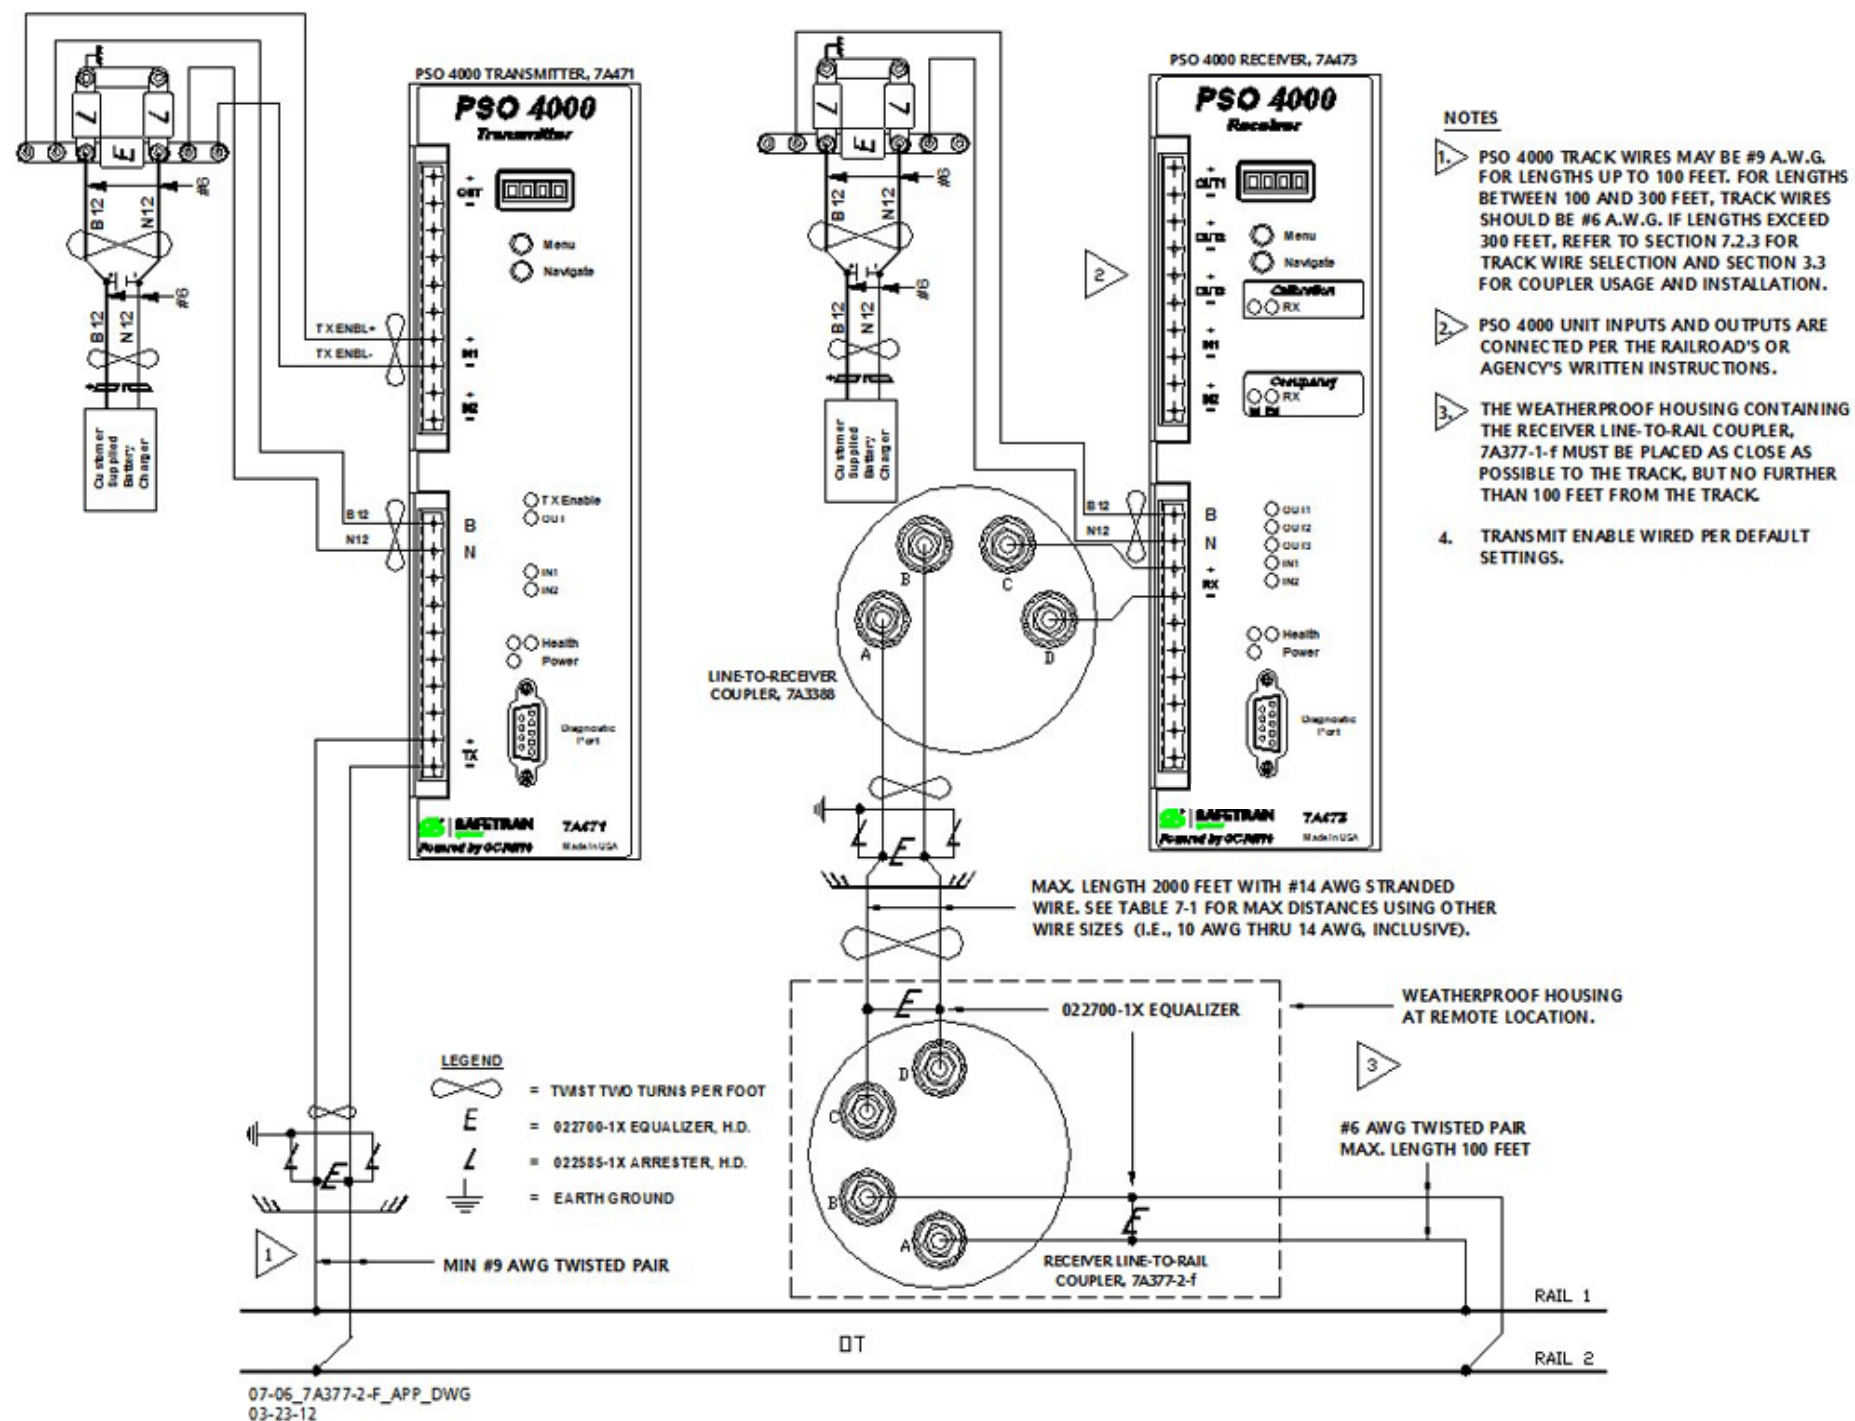 PSO 4000 TRANSMITTER, 7A471
PSO 4000
Transmitter
+
OUT
-
Menu
Navigate
TX ENBL+
TX ENBL-
+
IN1
-
+
IN2
-
L
L
E
#6
B12
N12
#6
B12
N12
+
Customer
Supplied
Battery
Charger
B12
N12
B
N
TX Enable
OUT
IN1
IN2
Health
Power
Diagnostic
Port
+
TX
-
SAFETRAN
7A471
Made in USA
PSO 4000 RECEIVER, 7A473
PSO 4000
Receiver
+
OUT1
-
+
OUT2
-
+
OUT3
-
+
IN1
-
+
IN2
-
Menu
Navigate
Calibration
RX
Occupancy
RX
L
L
E
#6
B12
N12
#6
B12
N12
+
Customer
Supplied
Battery
Charger
B12
N12
B
N
+
RX
-
OUT1
OUT2
OUT3
IN1
IN2
Health
Power
Diagnostic
Port
SAFETRAN
7A473
Made in USA
2
NOTES
1. PSO 4000 TRACK WIRES MAY BE #9 A.W.G.
FOR LENGTHS UP TO 100 FEET. FOR LENGTHS
BETWEEN 100 AND 300 FEET, TRACK WIRES
SHOULD BE #6 A.W.G. IF LENGTHS EXCEED
300 FEET, REFER TO SECTION 7.2.3 FOR
TRACK WIRE SELECTION AND SECTION 3.3
FOR COUPLER USAGE AND INSTALLATION.
2. PSO 4000 UNIT INPUTS AND OUTPUTS ARE
CONNECTED PER THE RAILROAD'S OR
AGENCY'S WRITTEN INSTRUCTIONS.
3. THE WEATHERPROOF HOUSING CONTAINING
THE RECEIVER LINE-TO-RAIL COUPLER,
7A377-1-f MUST BE PLACED AS CLOSE AS
POSSIBLE TO THE TRACK, BUT NO FURTHER
THAN 100 FEET FROM THE TRACK.
4. TRANSMIT ENABLE WIRED PER DEFAULT
SETTINGS.
B
C
A
D
LINE-TO-RECEIVER
COUPLER, 7A3388
L
E
L
MAX. LENGTH 2000 FEET WITH #14 AWG STRANDED
WIRE. SEE TABLE 7-1 FOR MAX DISTANCES USING OTHER
WIRE SIZES (I.E., 10 AWG THRU 14 AWG, INCLUSIVE).
E
022700-1X EQUALIZER
WEATHERPROOF HOUSING
AT REMOTE LOCATION.
3
D
C
B
A
E
#6 AWG TWISTED PAIR
MAX. LENGTH 100 FEET
RECEIVER LINE-TO-RAIL
COUPLER, 7A377-2-f
LEGEND
= TWIST TWO TURNS PER FOOT
E = 022700-1X EQUALIZER, H.D.
L = 022585-1X ARRESTER, H.D.
= EARTH GROUND
L
E
L
1
MIN #9 AWG TWISTED PAIR
RAIL 1
OT
RAIL 2
07-06_7A377-2-F_APP_DWG
03-23-12